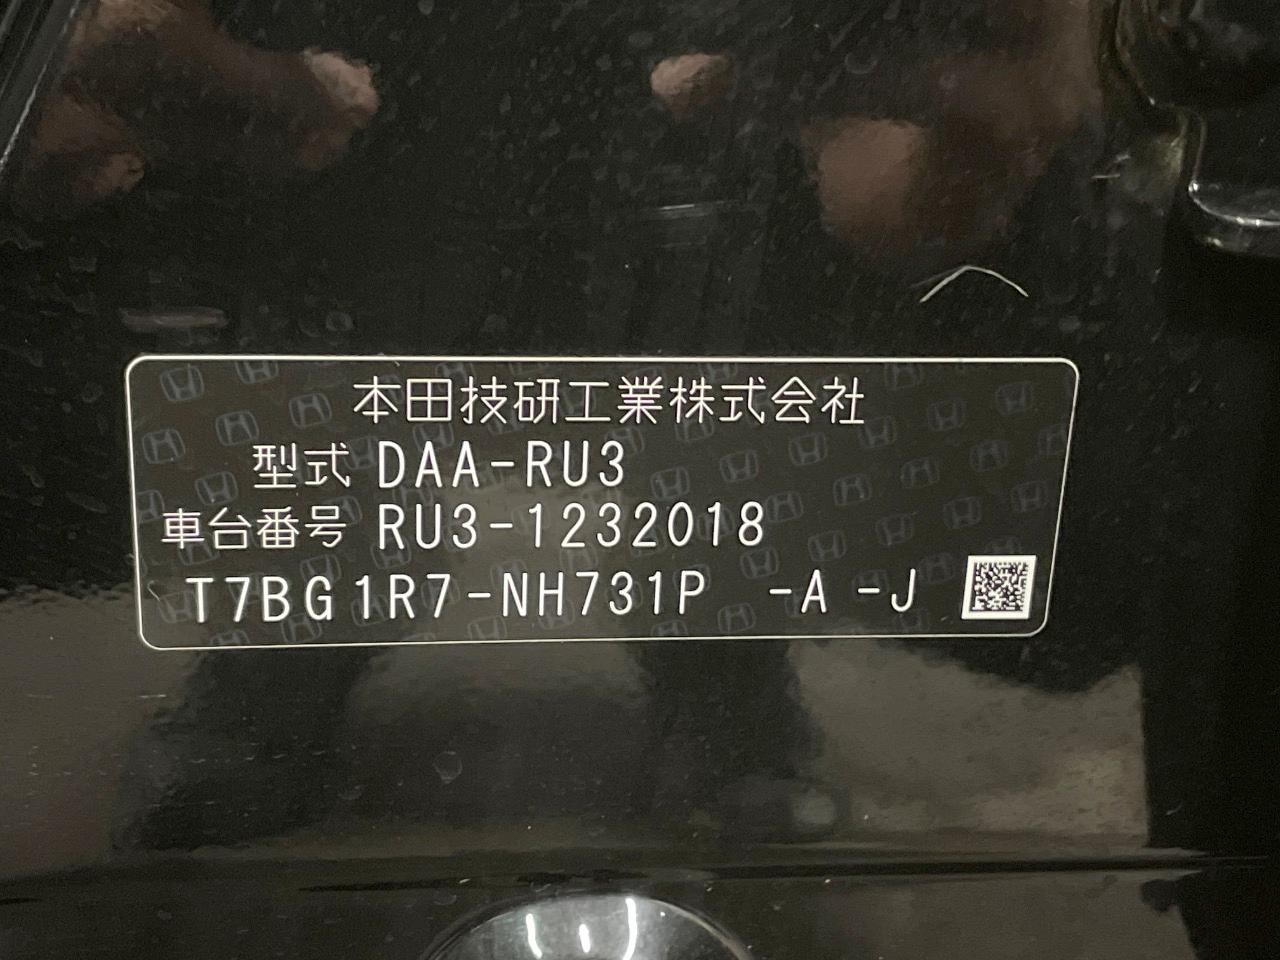 本田技研工業株式会社
型式 DAA-RU3
車台番号 RU3-1232018
T7BG1R7-NH731P -A -J